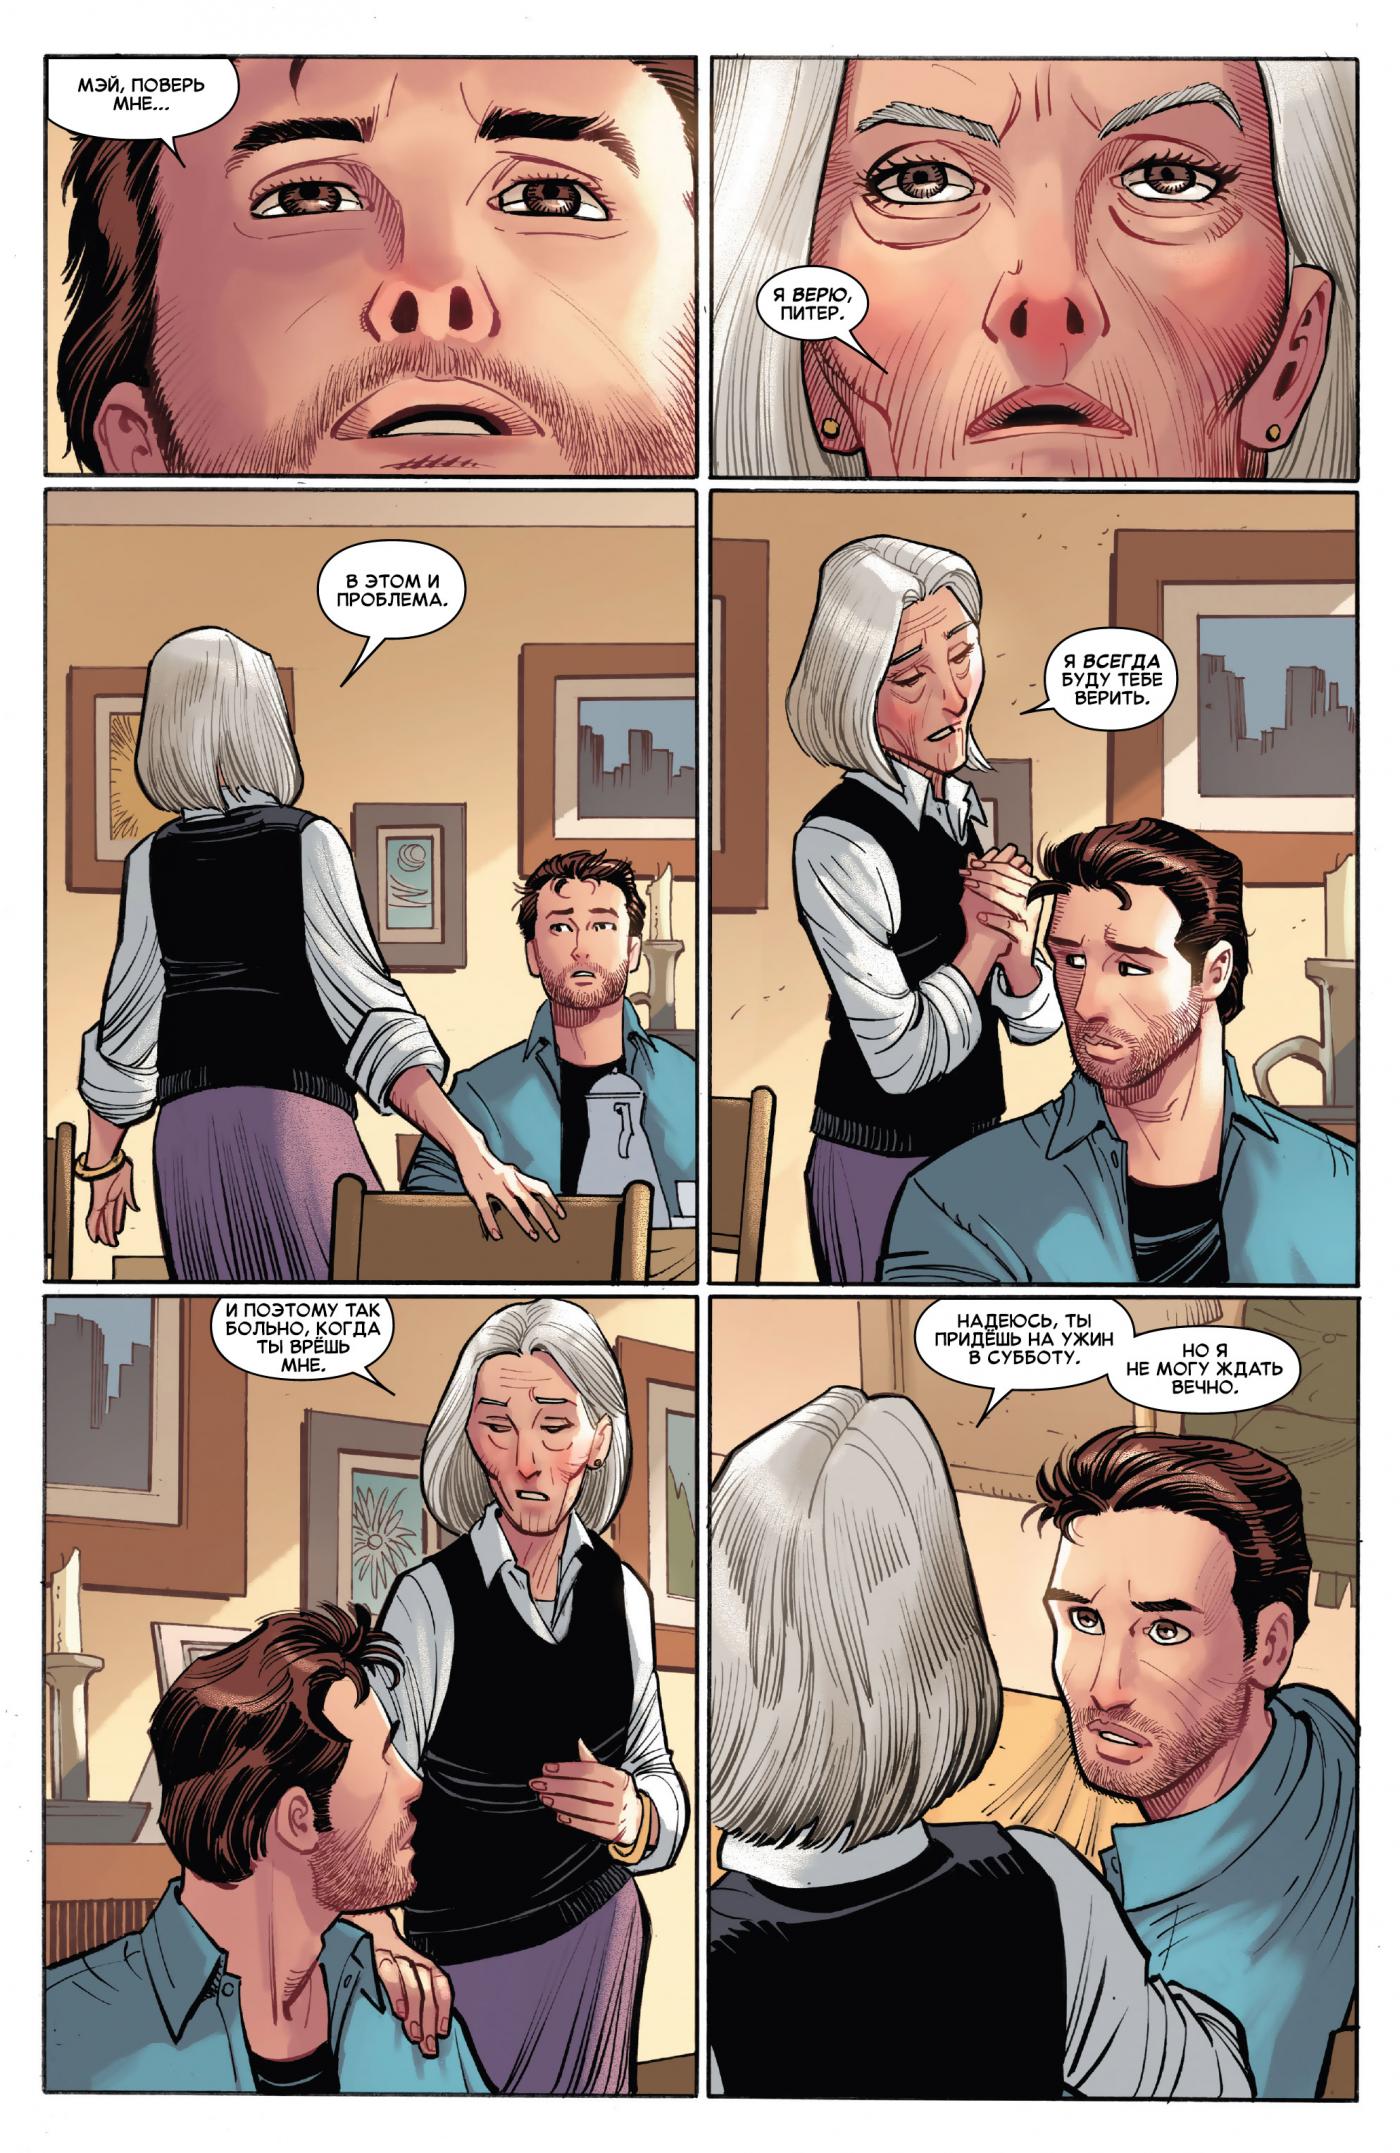 МЭЙ, ПОВЕРЬ
МНЕ...
Я ВЕРЮ,
ПИТЕР.
В ЭТОМ И
ПРОБЛЕМА.
Я ВСЕГДА
БУДУ ТЕБЕ
ВЕРИТЬ.
И ПОЭТОМУ ТАК
БОЛЬНО, КОГДА
ТЫ ВРЁШЬ
МНЕ.
НАДЕЮСЬ, ТЫ
ПРИДЁШЬ НА УЖИН
В СУББОТУ.
НО Я
НЕ МОГУ ЖДАТЬ
ВЕЧНО.